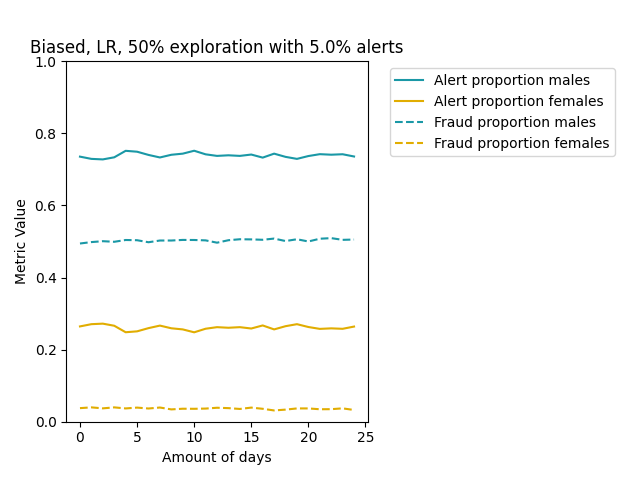 Biased, LR, 50% exploration with 5.0% alerts
1.0
0.8
0.6
0.4
0.2
0.0
Metric Value
0 5 10 15 20 25
Amount of days
Alert proportion males
Alert proportion females
Fraud proportion males
Fraud proportion females